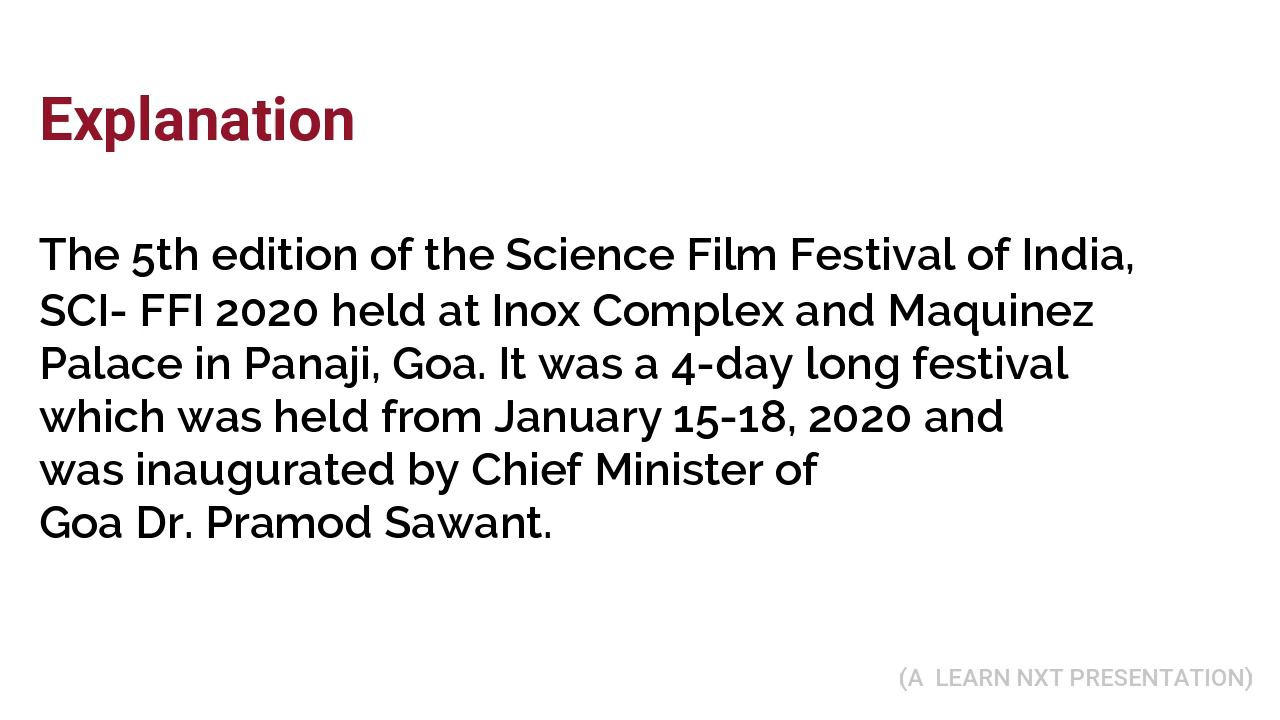 Explanation
The 5th edition of the Science Film Festival of India,
SCI- FFI 2020 held at Inox Complex and Maquinez
Palace in Panaji, Goa. It was a 4-day long festival
which was held from January 15-18, 2020 and
was inaugurated by Chief Minister of
Goa Dr. Pramod Sawant.
(A  LEARN NXT PRESENTATION)